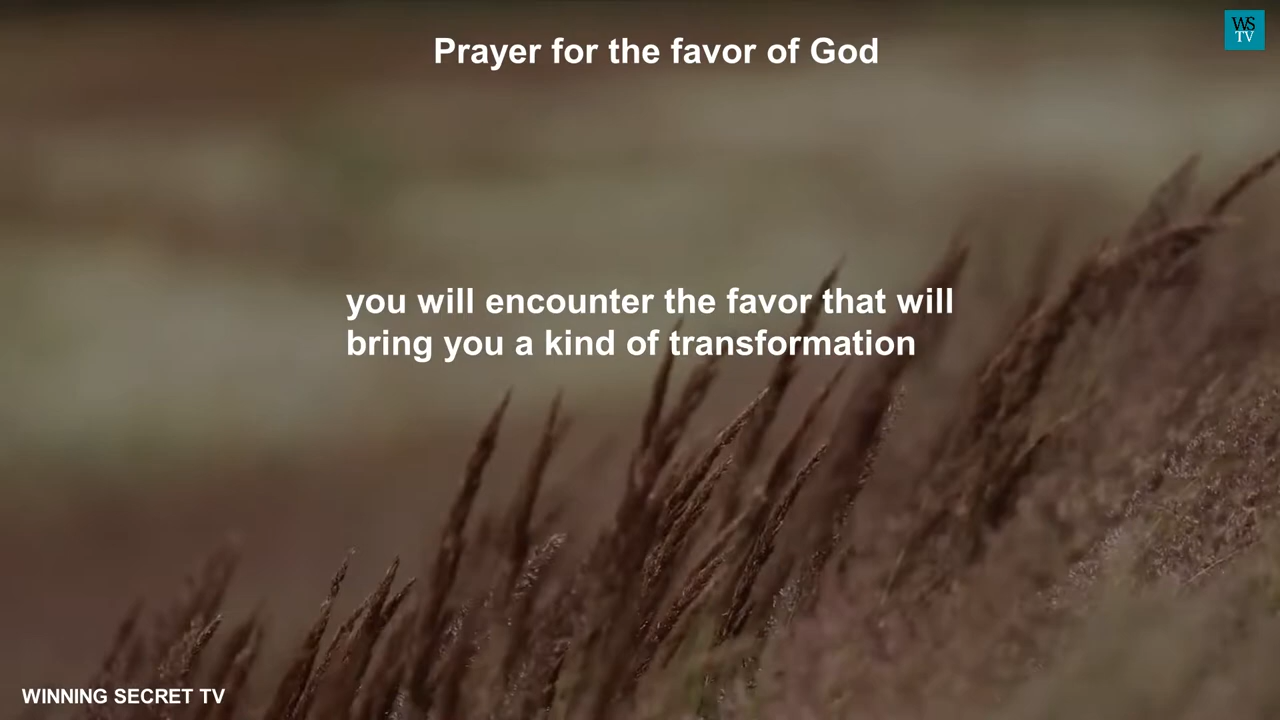 Prayer for the favor of God
WS
TV
you will encounter the favor that will
bring you a kind of transformation
WINNING SECRET TV